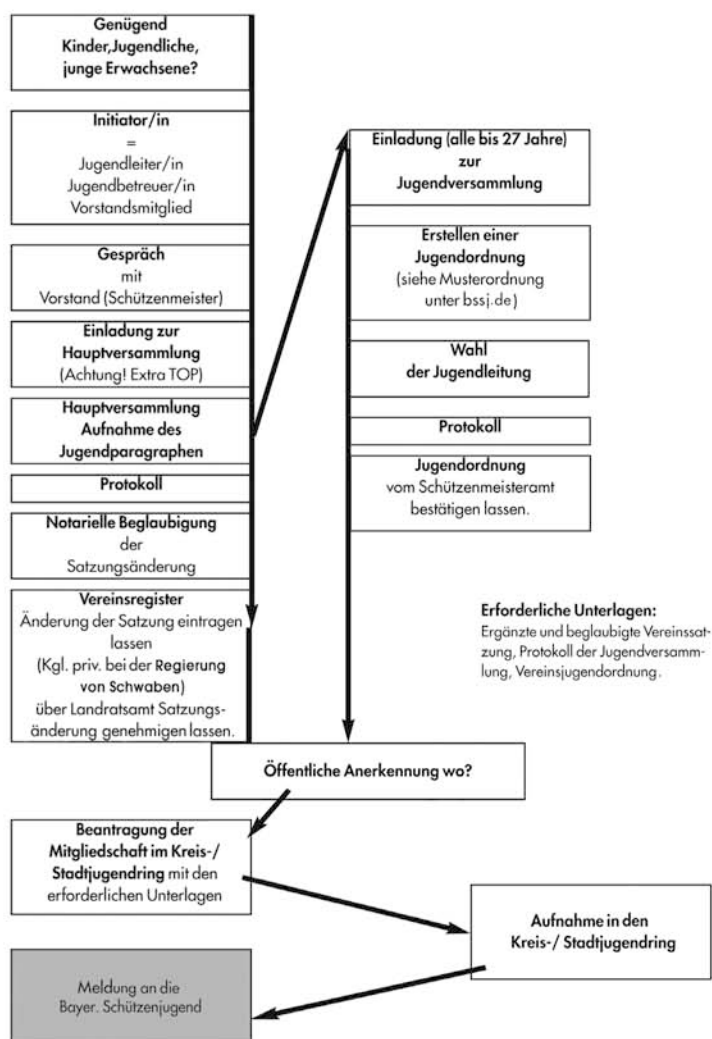 Genügend
Kinder,Jugendliche,
junge Erwachsene?
Initiator/in
=
Jugendleiter/in
Jugendbetreuer/in
Vorstandsmitglied
Gespräch
mit
Vorstand (Schützenmeister)
Einladung zur
Hauptversammlung
(Achtung! Extra TOP)
Hauptversammlung
Aufnahme des
Jugendparagraphen
Protokoll
Notarielle Beglaubigung
der
Satzungsänderung
Vereinsregister
Änderung der Satzung eintragen
lassen
(Kgl. priv. bei der Regierung
von Schwaben)
über Landratsamt Satzungs-
änderung genehmigen lassen.
Einladung (alle bis 27 Jahre)
zur
Jugendversammlung
Erstellen einer
Jugendordnung
(siehe Musterordnung
unter bssj.de)
Wahl
der Jugendleitung
Protokoll
Jugendordnung
vom Schützenmeisteramt
bestätigen lassen.
Erforderliche Unterlagen:
Ergänzte und beglaubigte Vereinssat-
zung, Protokoll der Jugendversamm-
lung, Vereinsjugendordnung.
Öffentliche Anerkennung wo?
Beantragung der
Mitgliedschaft im Kreis-/
Stadtjugendring mit den
erforderlichen Unterlagen
Aufnahme in den
Kreis-/ Stadtjugendring
Meldung an die
Bayer. Schützenjugend